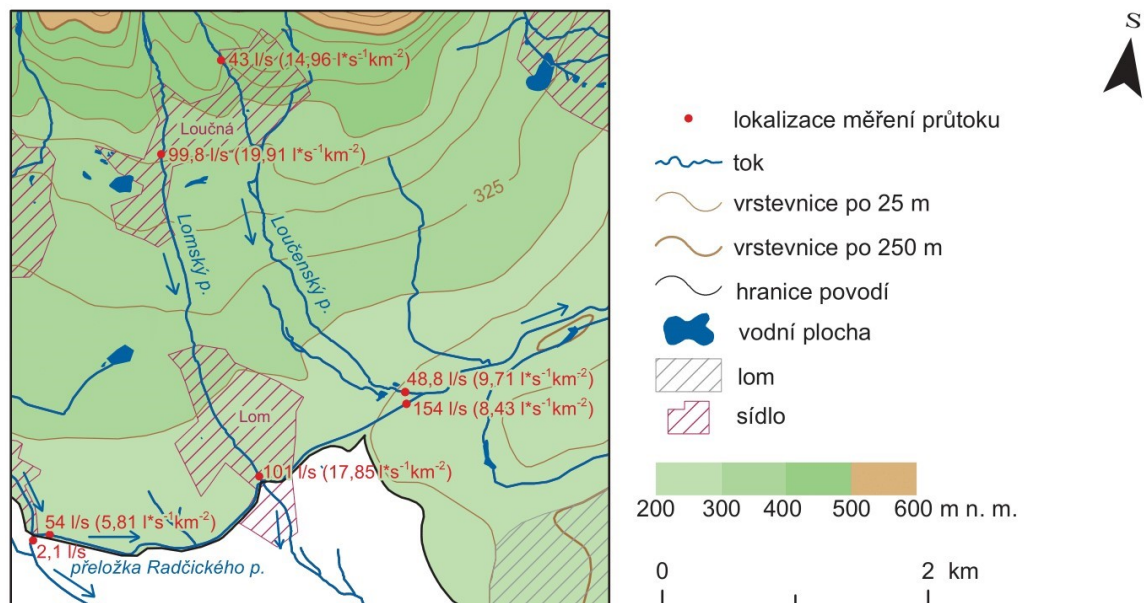 43 l/s (14,96 l*s⁻¹km⁻²)
Loučná
99,8 l/s (19,91 l*s⁻¹km⁻²)
325
Lomský p.
Loučenský p.
48,8 l/s (9,71 l*s⁻¹km⁻²)
154 l/s (8,43 l*s⁻¹km⁻²)
Lom
101 l/s (17,85 l*s⁻¹km⁻²)
54 l/s (5,81 l*s⁻¹km⁻²)
2,1 l/s
přeložka Radčického p.
S
lokalizace měření průtoku
tok
vrstevnice po 25 m
vrstevnice po 250 m
hranice povodí
vodní plocha
lom
sídlo
200 300 400 500 600 m n. m.
0 2 km